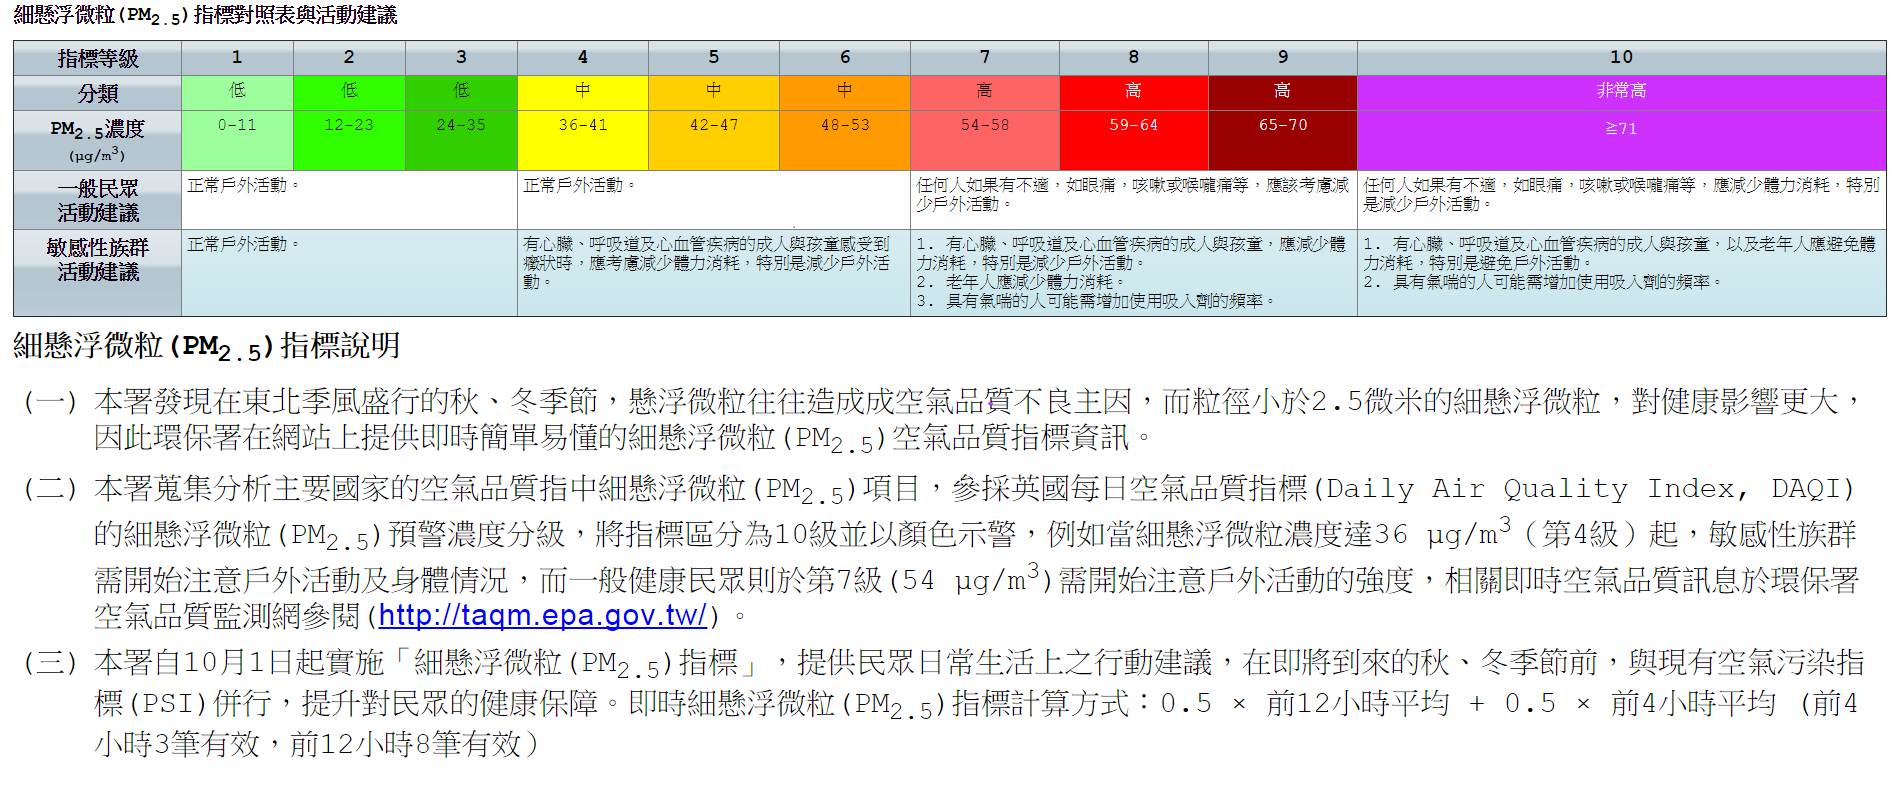 細懸浮微粒(PM2.5)指標對照表與活動建議
指標等級 1 2 3 4 5 6 7 8 9 10
分類 低 低 低 中 中 中 高 高 高 非常高
PM2.5濃度
(μg/m3)
0-11 12-23 24-35 36-41 42-47 48-53 54-58 59-64 65-70 ≧71
一般民眾
活動建議
正常戶外活動。
正常戶外活動。
任何人如果有不適，如眼痛，咳嗽或喉嚨痛等，應該考慮減
少戶外活動。
任何人如果有不適，如眼痛，咳嗽或喉嚨痛等，應減少體力消耗，特別
是減少戶外活動。
敏感性族群
活動建議
正常戶外活動。
有心臟、呼吸道及心血管疾病的成人與孩童感受到
癥狀時，應考慮減少體力消耗，特別是減少戶外活
動。
1. 有心臟、呼吸道及心血管疾病的成人與孩童，應減少體
力消耗，特別是減少戶外活動。
2. 老年人應減少體力消耗。
3. 具有氣喘的人可能需增加使用吸入劑的頻率。
1. 有心臟、呼吸道及心血管疾病的成人與孩童，以及老年人應避免體
力消耗，特別是避免戶外活動。
2. 具有氣喘的人可能需增加使用吸入劑的頻率。
細懸浮微粒(PM2.5)指標說明
(一) 本署發現在東北季風盛行的秋、冬季節，懸浮微粒往往造成成空氣品質不良主因，而粒徑小於2.5微米的細懸浮微粒，對健康影響更大，
因此環保署在網站上提供即時簡單易懂的細懸浮微粒(PM2.5)空氣品質指標資訊。
(二) 本署蒐集分析主要國家的空氣品質指中細懸浮微粒(PM2.5)項目，參採英國每日空氣品質指標(Daily Air Quality Index, DAQI)
的細懸浮微粒(PM2.5)預警濃度分級，將指標區分為10級並以顏色示警，例如當細懸浮微粒濃度達36 μg/m3（第4級）起，敏感性族群
需開始注意戶外活動及身體情況，而一般健康民眾則於第7級(54 μg/m3)需開始注意戶外活動的強度，相關即時空氣品質訊息於環保署
空氣品質監測網參閱(http://taqm.epa.gov.tw/)。
(三) 本署自10月1日起實施「細懸浮微粒(PM2.5)指標」，提供民眾日常生活上之行動建議，在即將到來的秋、冬季節前，與現有空氣污染指
標(PSI)併行，提升對民眾的健康保障。即時細懸浮微粒(PM2.5)指標計算方式：0.5 × 前12小時平均 + 0.5 × 前4小時平均 (前4
小時3筆有效，前12小時8筆有效）